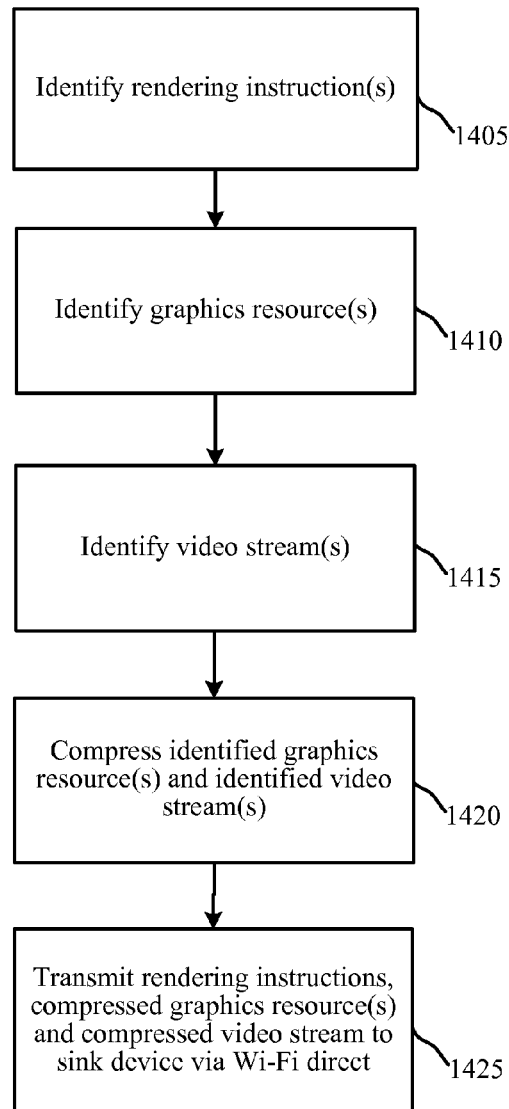 Identify rendering instruction(s)
1405
Identify graphics resource(s)
1410
Identify video stream(s)
1415
Compress identified graphics
resource(s) and identified video
stream(s)
1420
Transmit rendering instructions,
compressed graphics resource(s)
and compressed video stream to
sink device via Wi-Fi direct
1425